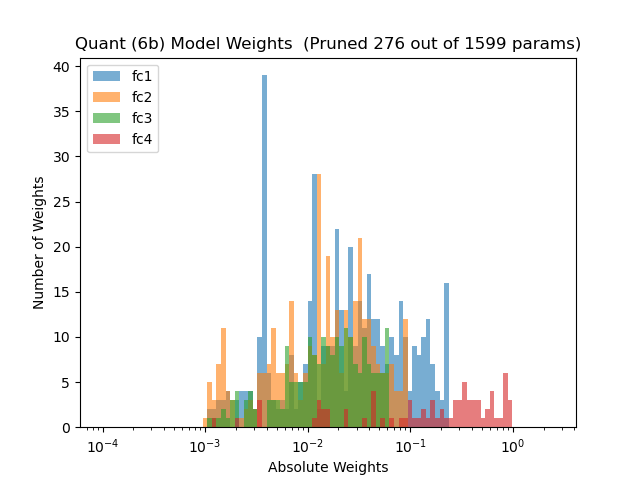 Quant (6b) Model Weights  (Pruned 276 out of 1599 params)
fc1
fc2
fc3
fc4
Number of Weights
40
35
30
25
20
15
10
5
0
10⁻⁴ 10⁻³ 10⁻² 10⁻¹ 10⁰
Absolute Weights